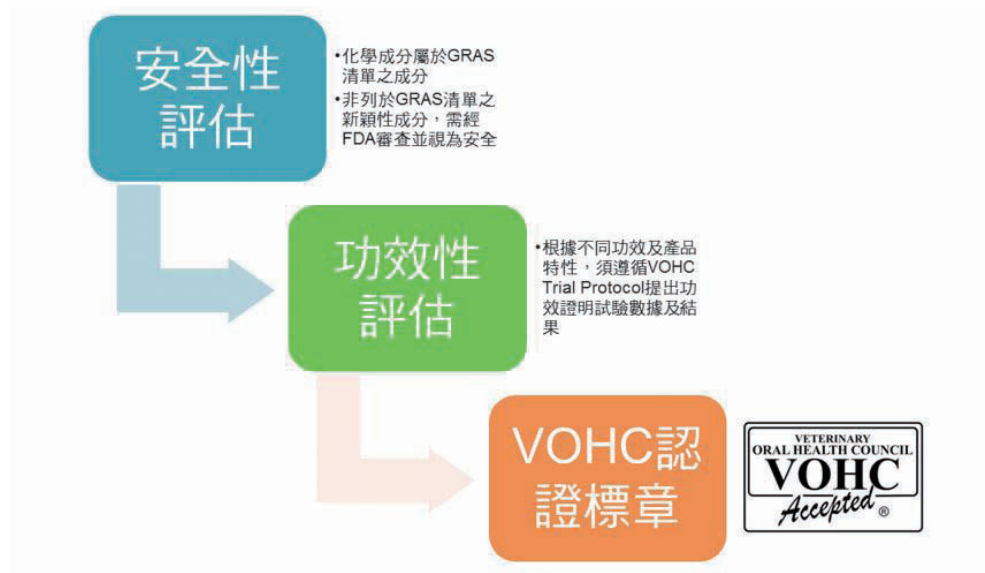 安全性
評估
•化學成分屬於GRAS
清單之成分
•非列於GRAS清單之
新穎性成分，需經
FDA審查並視為安全
功效性
評估
•根據不同功效及產品
特性，須遵循VOHC
Trial Protocol提出功
效證明試驗數據及結
果
VOHC認
證標章
VETERINARY
ORAL HEALTH COUNCIL
VOHC
Accepted ®